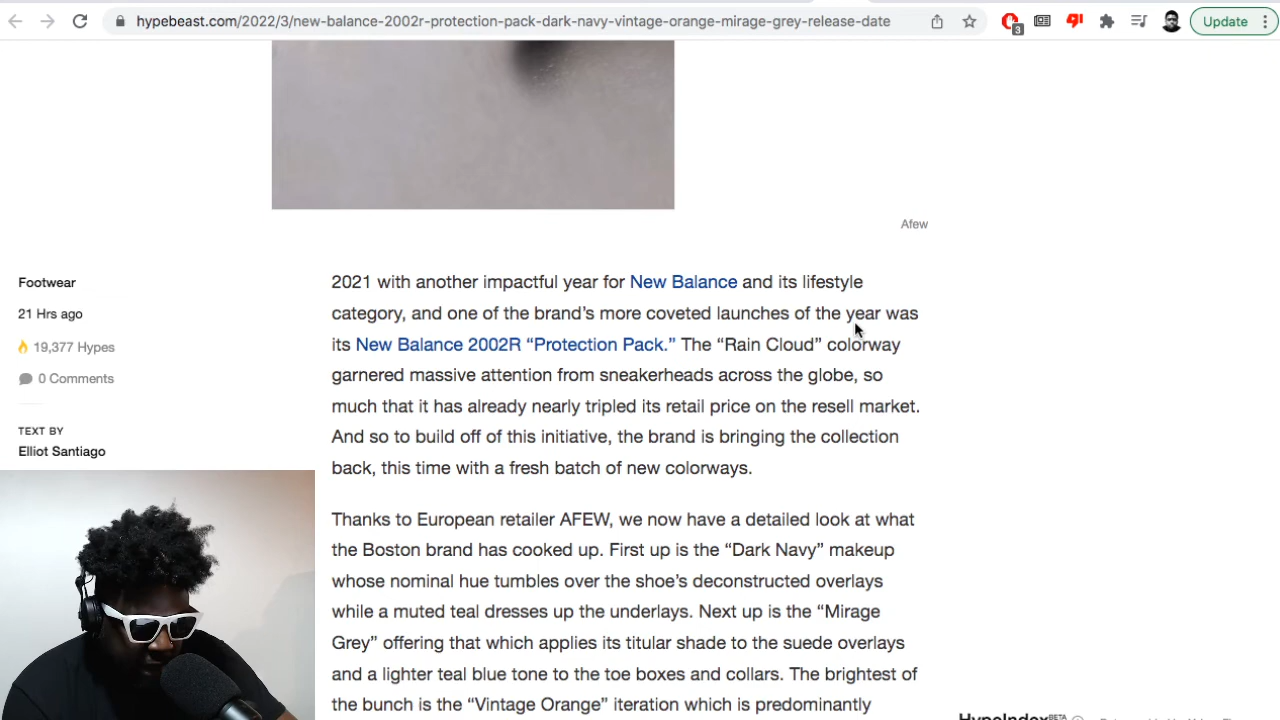 hypebeast.com/2022/3/new-balance-2002r-protection-pack-dark-navy-vintage-orange-mirage-grey-release-date
3
Update
Afew
Footwear
21 Hrs ago
19,377 Hypes
0 Comments
TEXT BY
Elliot Santiago
2021 with another impactful year for New Balance and its lifestyle
category, and one of the brand's more coveted launches of the year was
its New Balance 2002R “Protection Pack.” The “Rain Cloud” colorway
garnered massive attention from sneakerheads across the globe, so
much that it has already nearly tripled its retail price on the resell market.
And so to build off of this initiative, the brand is bringing the collection
back, this time with a fresh batch of new colorways.
Thanks to European retailer AFEW, we now have a detailed look at what
the Boston brand has cooked up. First up is the “Dark Navy” makeup
whose nominal hue tumbles over the shoe's deconstructed overlays
while a muted teal dresses up the underlays. Next up is the “Mirage
Grey” offering that which applies its titular shade to the suede overlays
and a lighter teal blue tone to the toe boxes and collars. The brightest of
the bunch is the “Vintage Orange” iteration which is predominantly
HypeIndex BETA